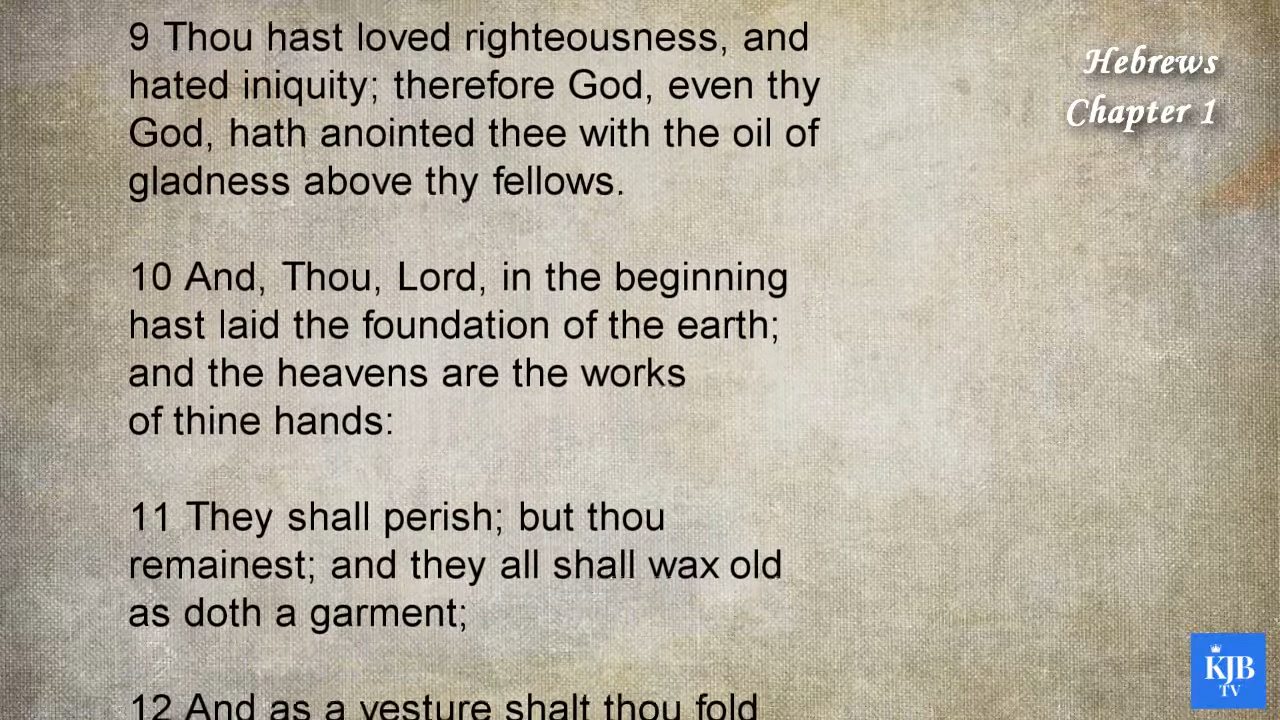 9 Thou hast loved righteousness, and
hated iniquity; therefore God, even thy
God, hath anointed thee with the oil of
gladness above thy fellows.
10 And, Thou, Lord, in the beginning
hast laid the foundation of the earth;
and the heavens are the works
of thine hands:
11 They shall perish; but thou
remainest; and they all shall wax old
as doth a garment;
12 And as a vesture shalt thou fold
Hebrews
Chapter 1
KJB
TV